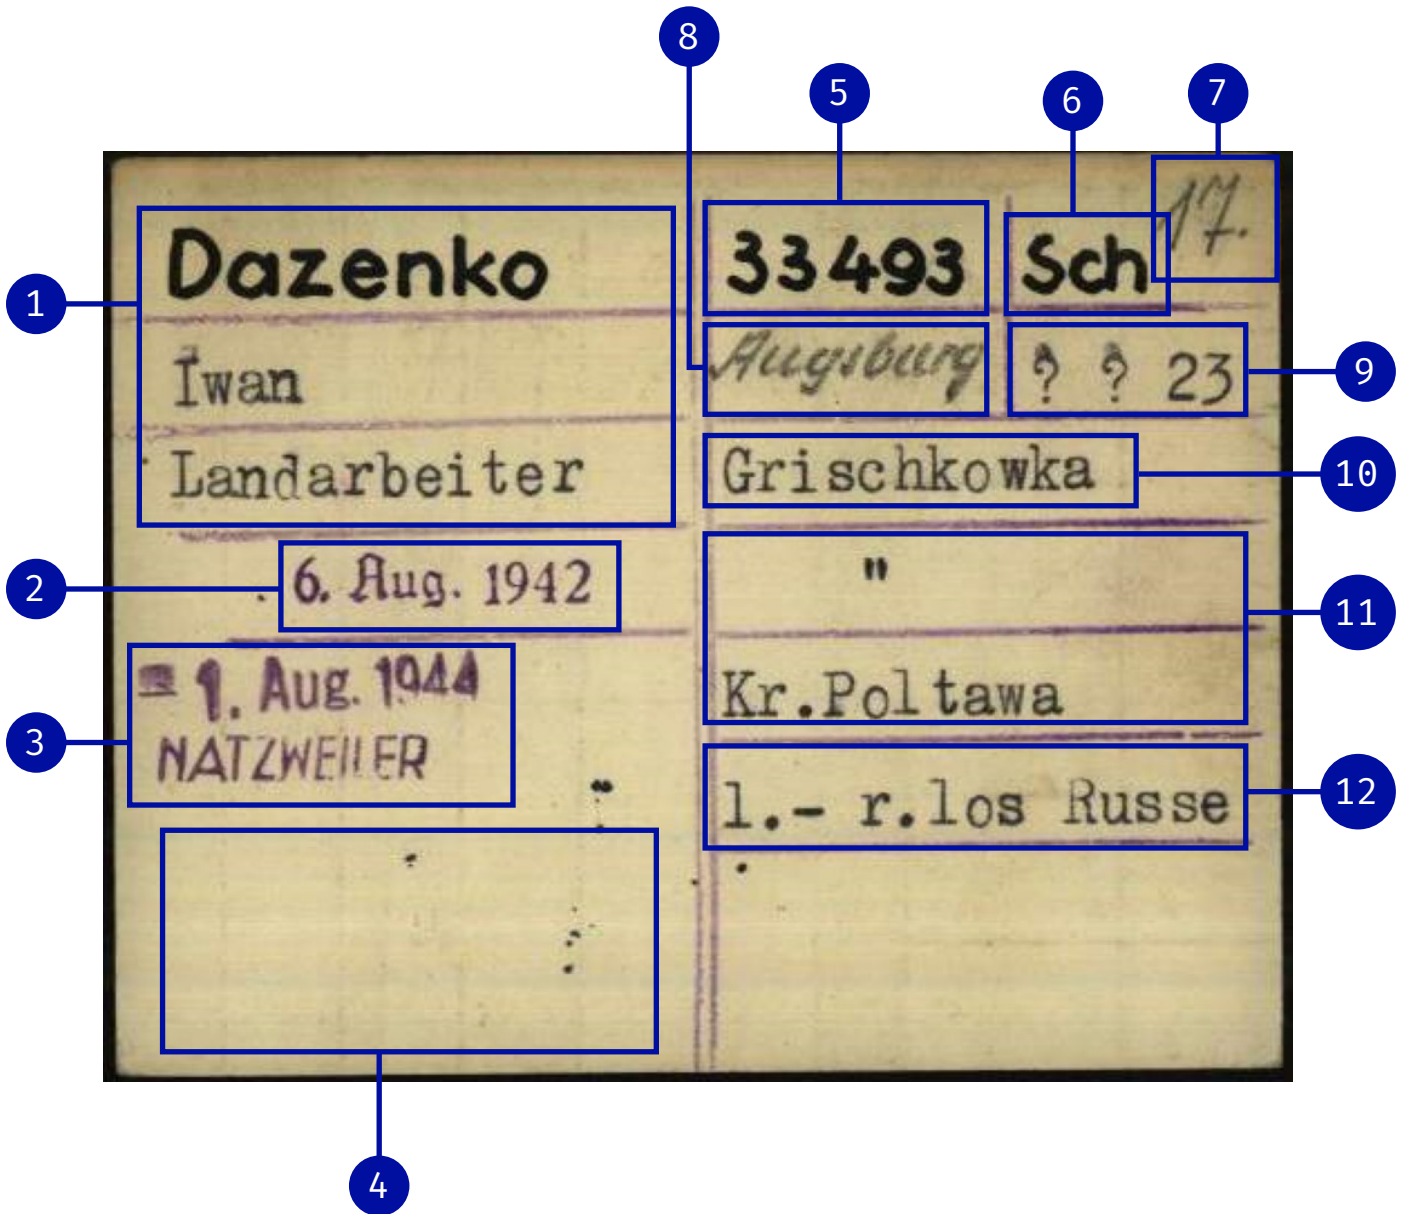 8
5
6
7
17.
Dazenko
33493
Sch
1
Iwan
Augsburg
? ? 23
9
Landarbeiter
Grischkowka
10
2
6. Aug. 1942
"
11
= 1. Aug. 1944
Kr.Poltawa
3
NATZWEILER
l.- r.los Russe
12
4